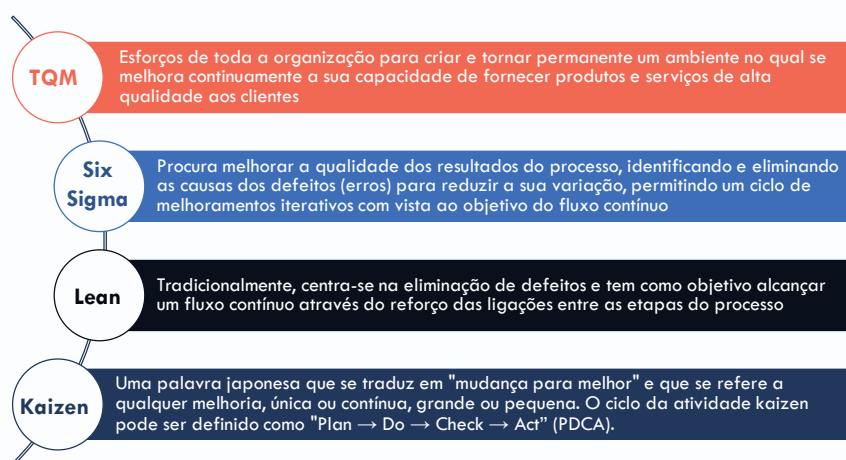 TQM
Esforços de toda a organização para criar e tornar permanente um ambiente no qual se
melhora continuamente a sua capacidade de fornecer produtos e serviços de alta
qualidade aos clientes
Six
Sigma
Procura melhorar a qualidade dos resultados do processo, identificando e eliminando
as causas dos defeitos (erros) para reduzir a sua variação, permitindo um ciclo de
melhoramentos iterativos com vista ao objetivo do fluxo contínuo
Lean
Tradicionalmente, centra-se na eliminação de defeitos e tem como objetivo alcançar
um fluxo contínuo através do reforço das ligações entre as etapas do processo
Kaizen
Uma palavra japonesa que se traduz em "mudança para melhor" e que se refere a
qualquer melhoria, única ou contínua, grande ou pequena. O ciclo da atividade kaizen
pode ser definido como "Plan → Do → Check → Act" (PDCA).